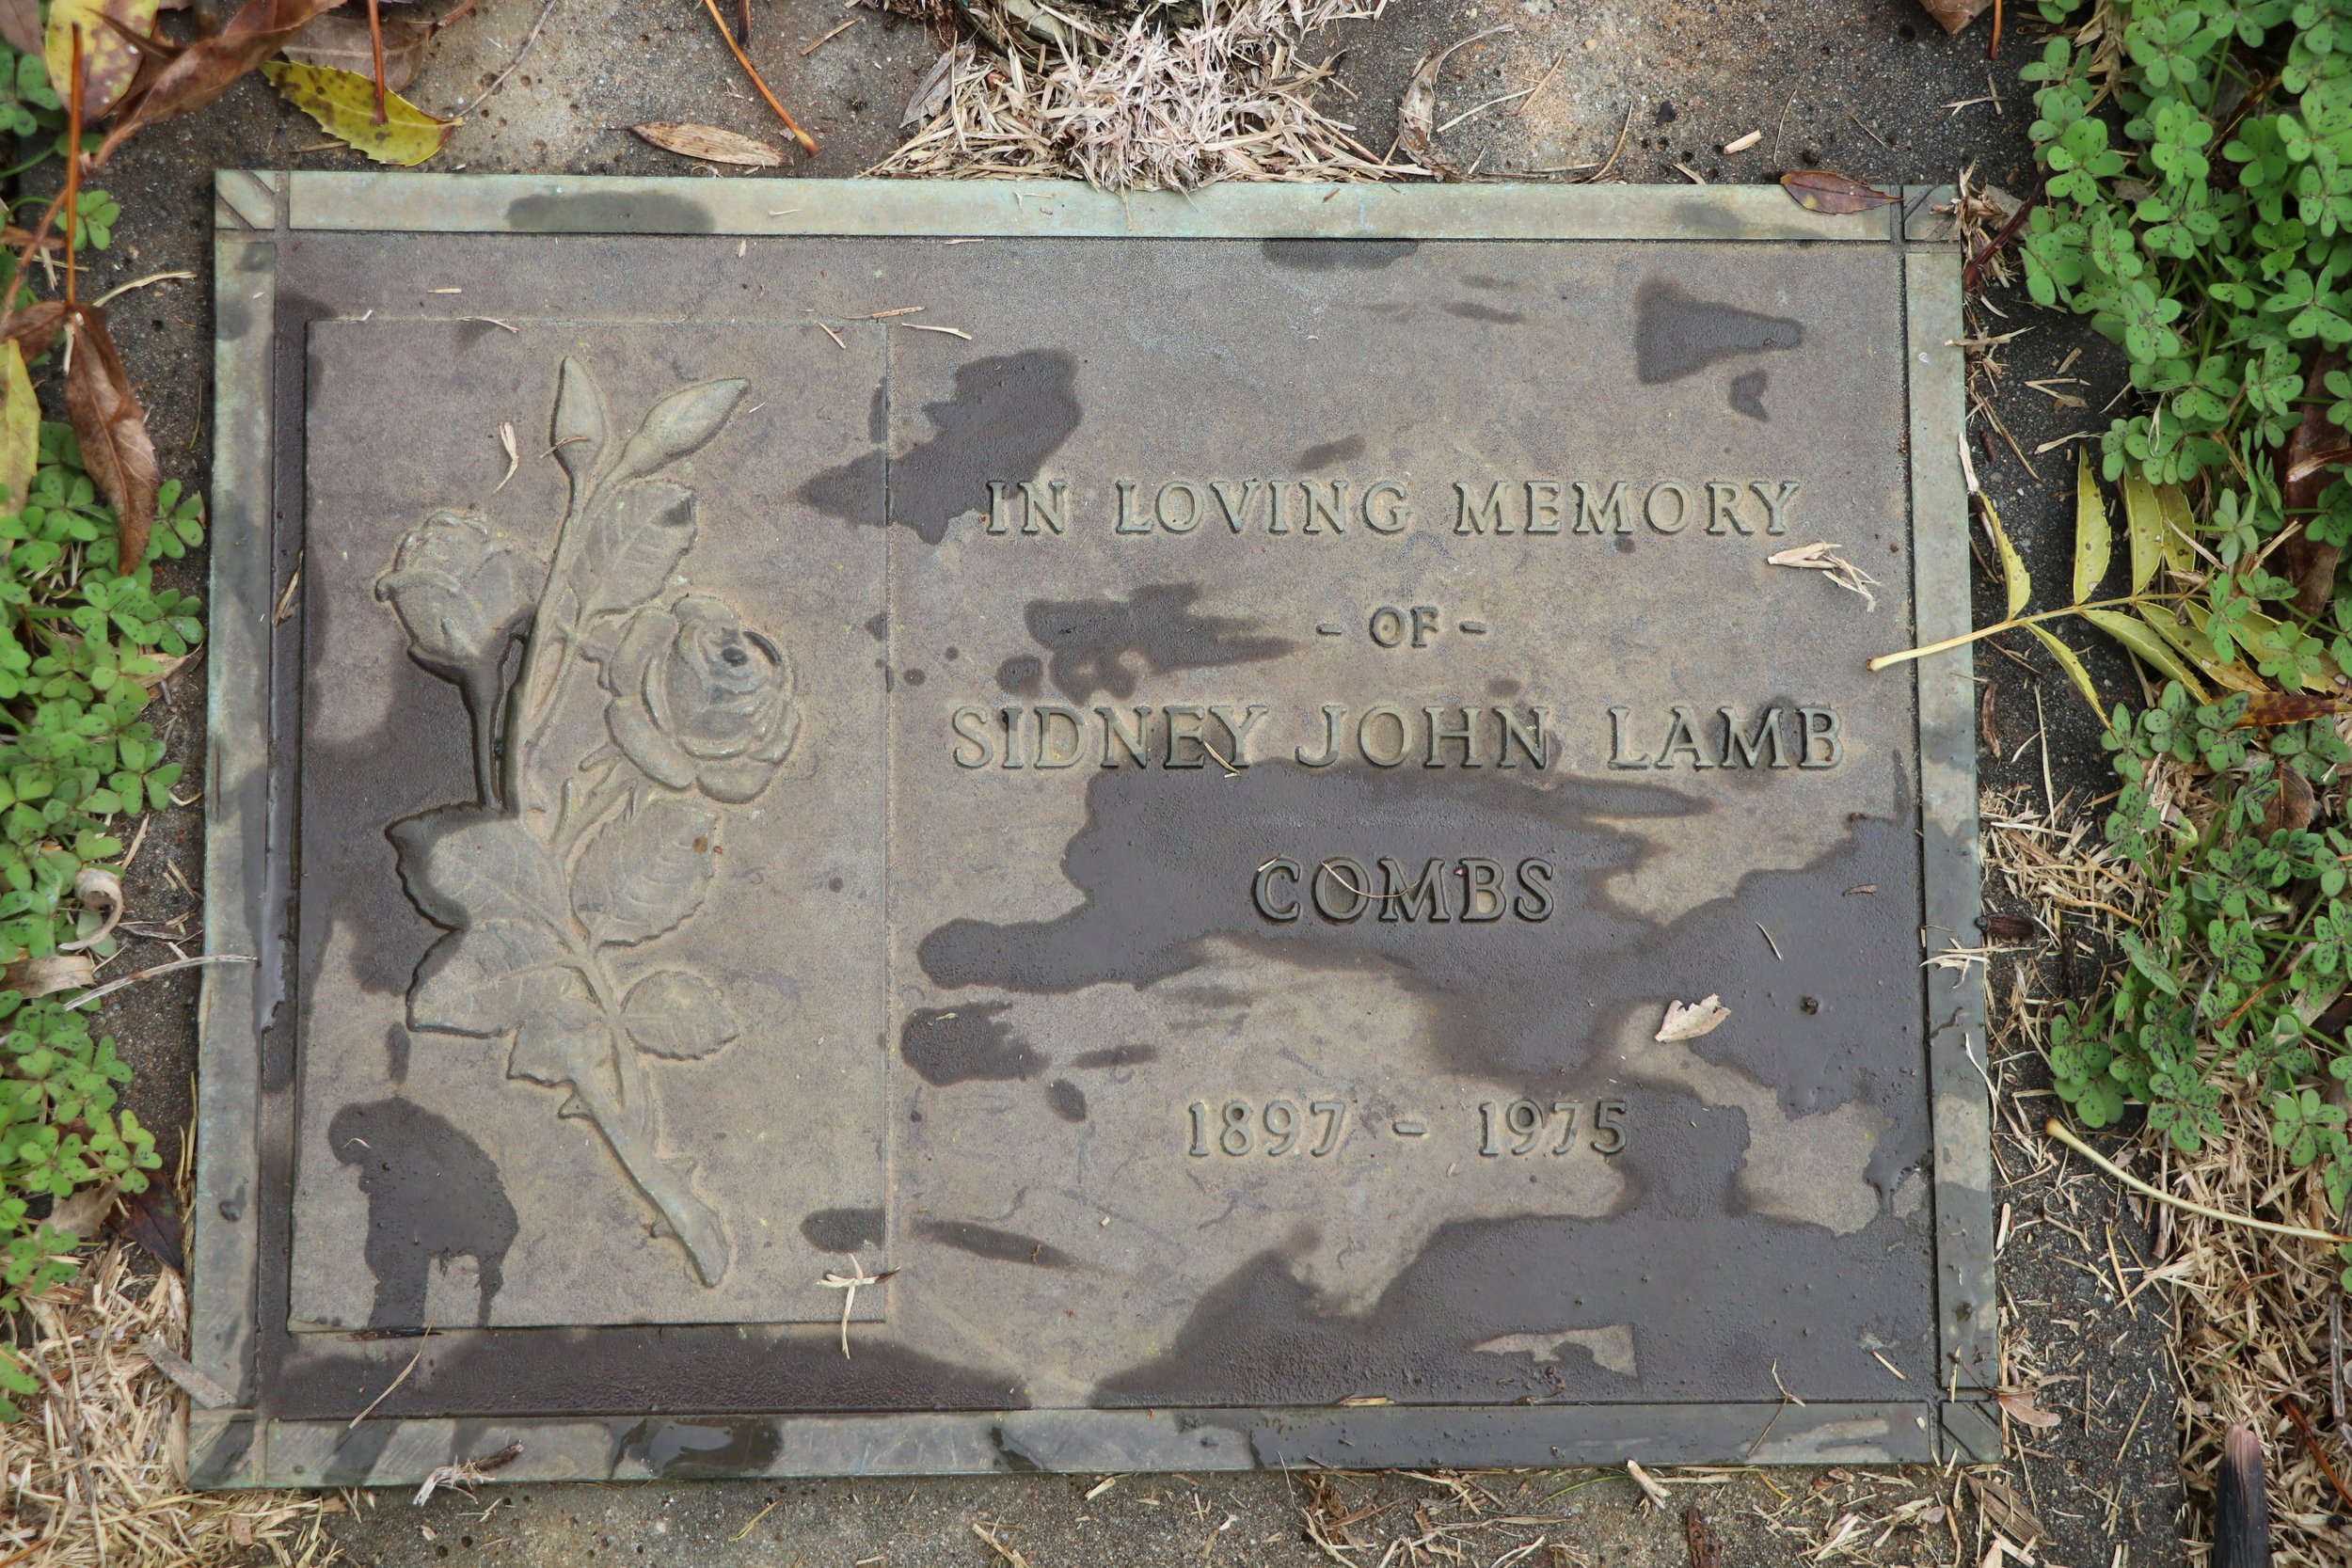 IN LOVING MEMORY
- OF -
SIDNEY JOHN LAMB
COMBS
1897 - 1975